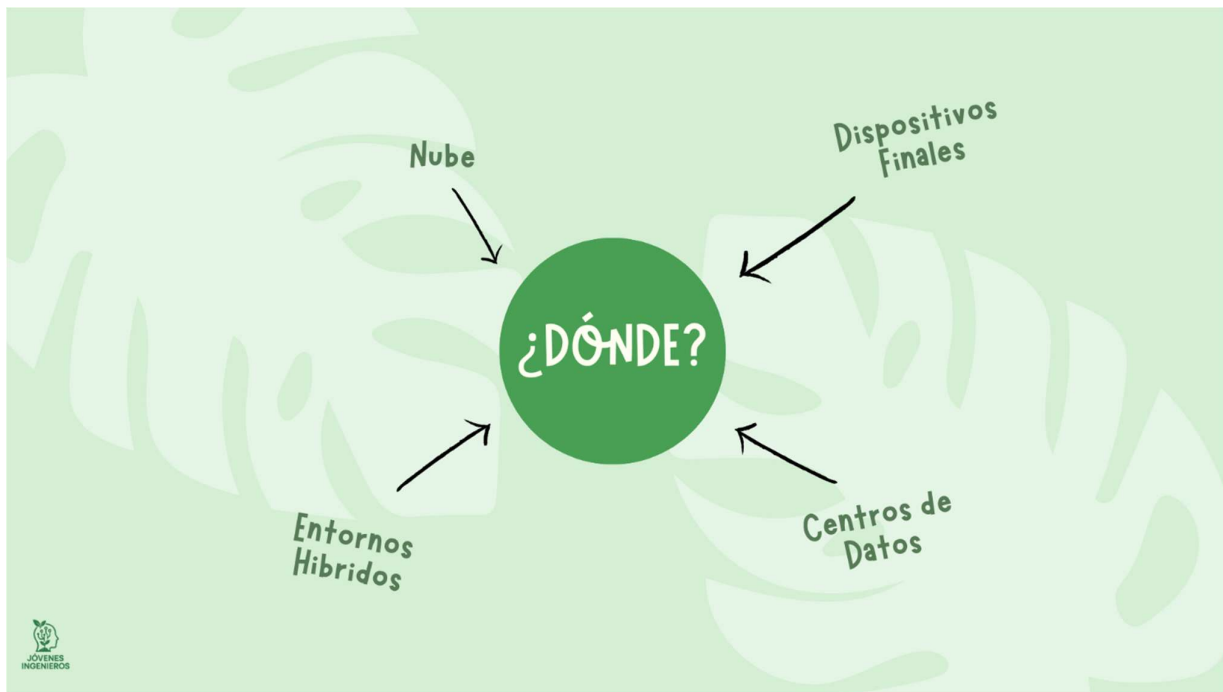 Nube
Dispositivos
Finales
¿DÓNDE?
Entornos
Hibridos
Centros de
Datos
JÓVENES
INGENIEROS